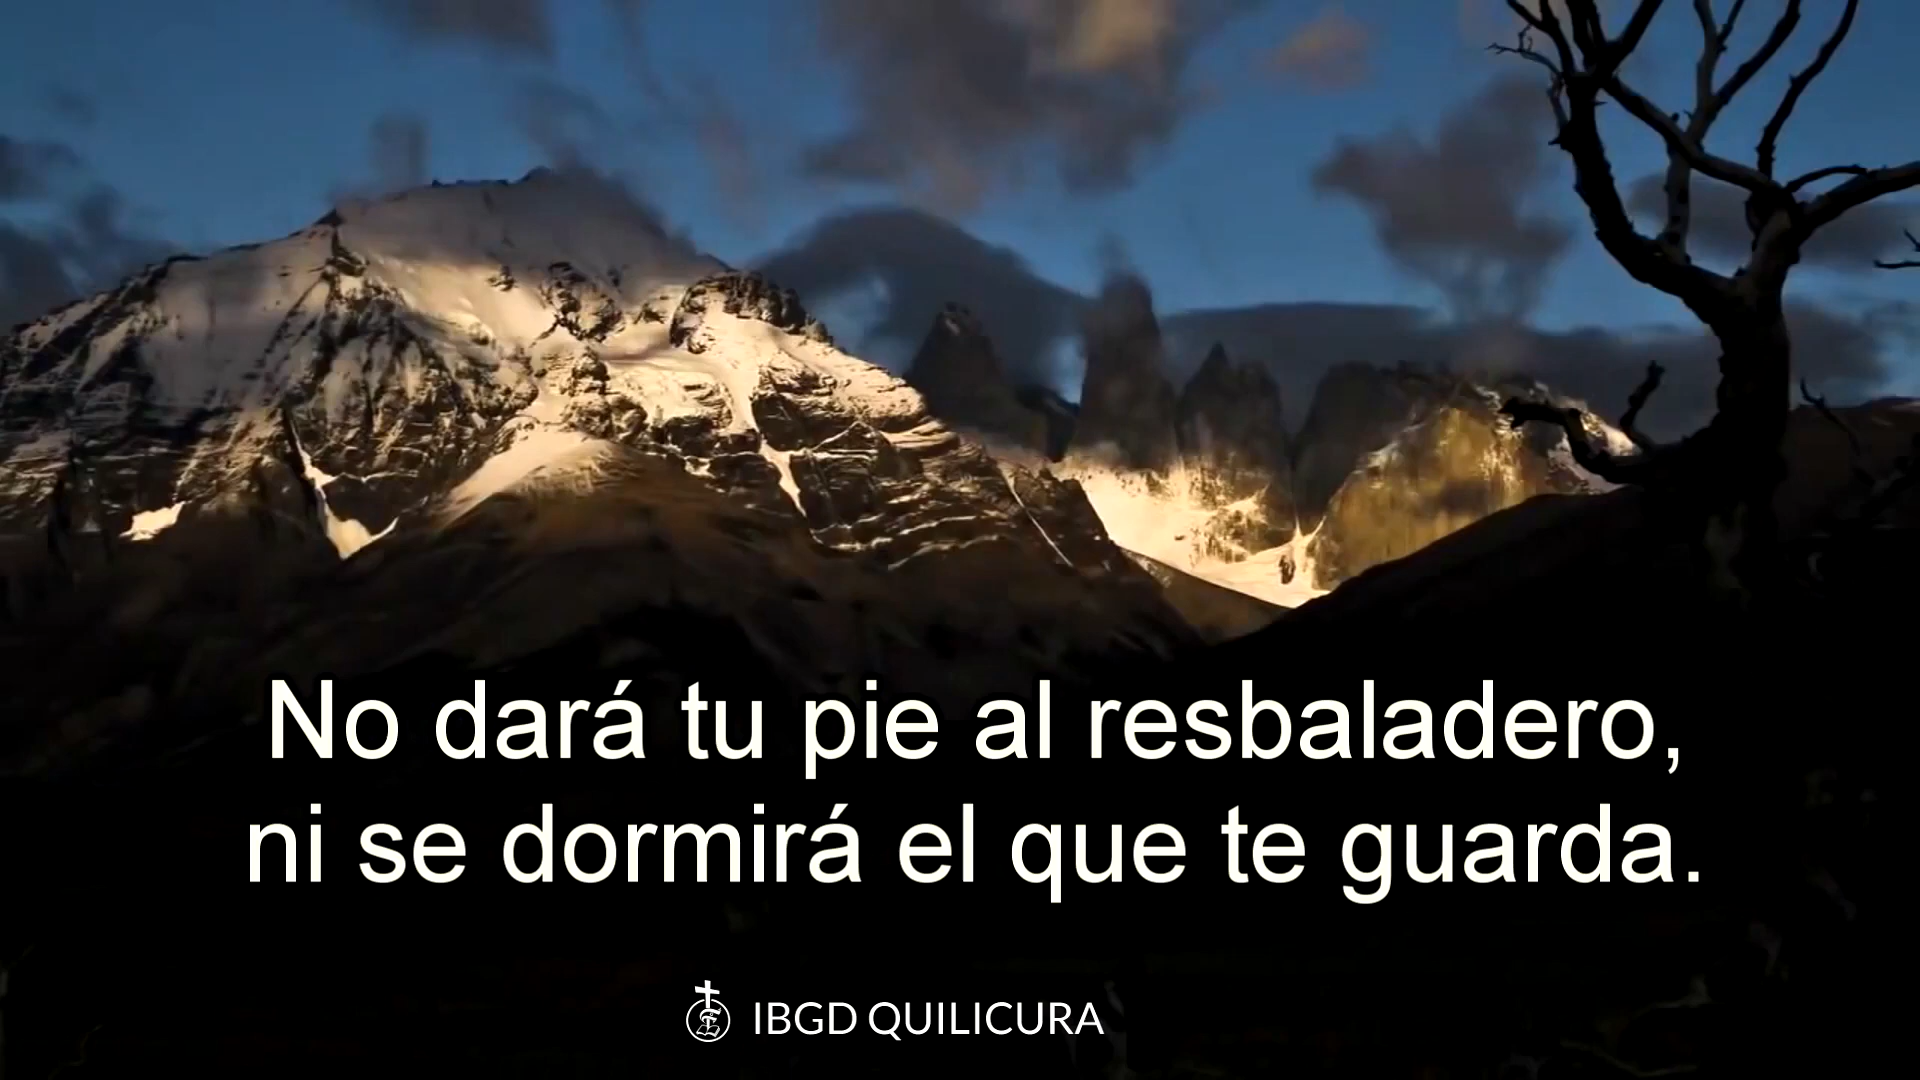 No dará tu pie al resbaladero,
ni se dormirá el que te guarda.
IBGD QUILICURA